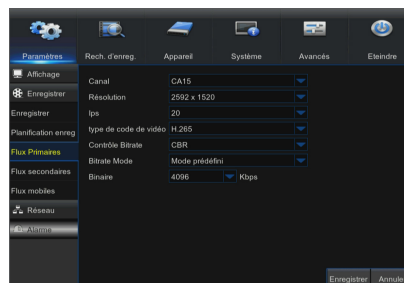 Paramètres Rech. d'enreg. Appareil Système Avancés Eteindre
Affichage
Enregistrer
Enregistrer
Planification enreg
Flux Primaires
Flux secondaires
Flux mobiles
Réseau
Alarme
Canal CA15
Résolution 2592 x 1520
Ips 20
type de code de vidéo H.265
Contrôle Bitrate CBR
Bitrate Mode Mode prédéfini
Binaire 4096 Kbps
Enregistrer Annule